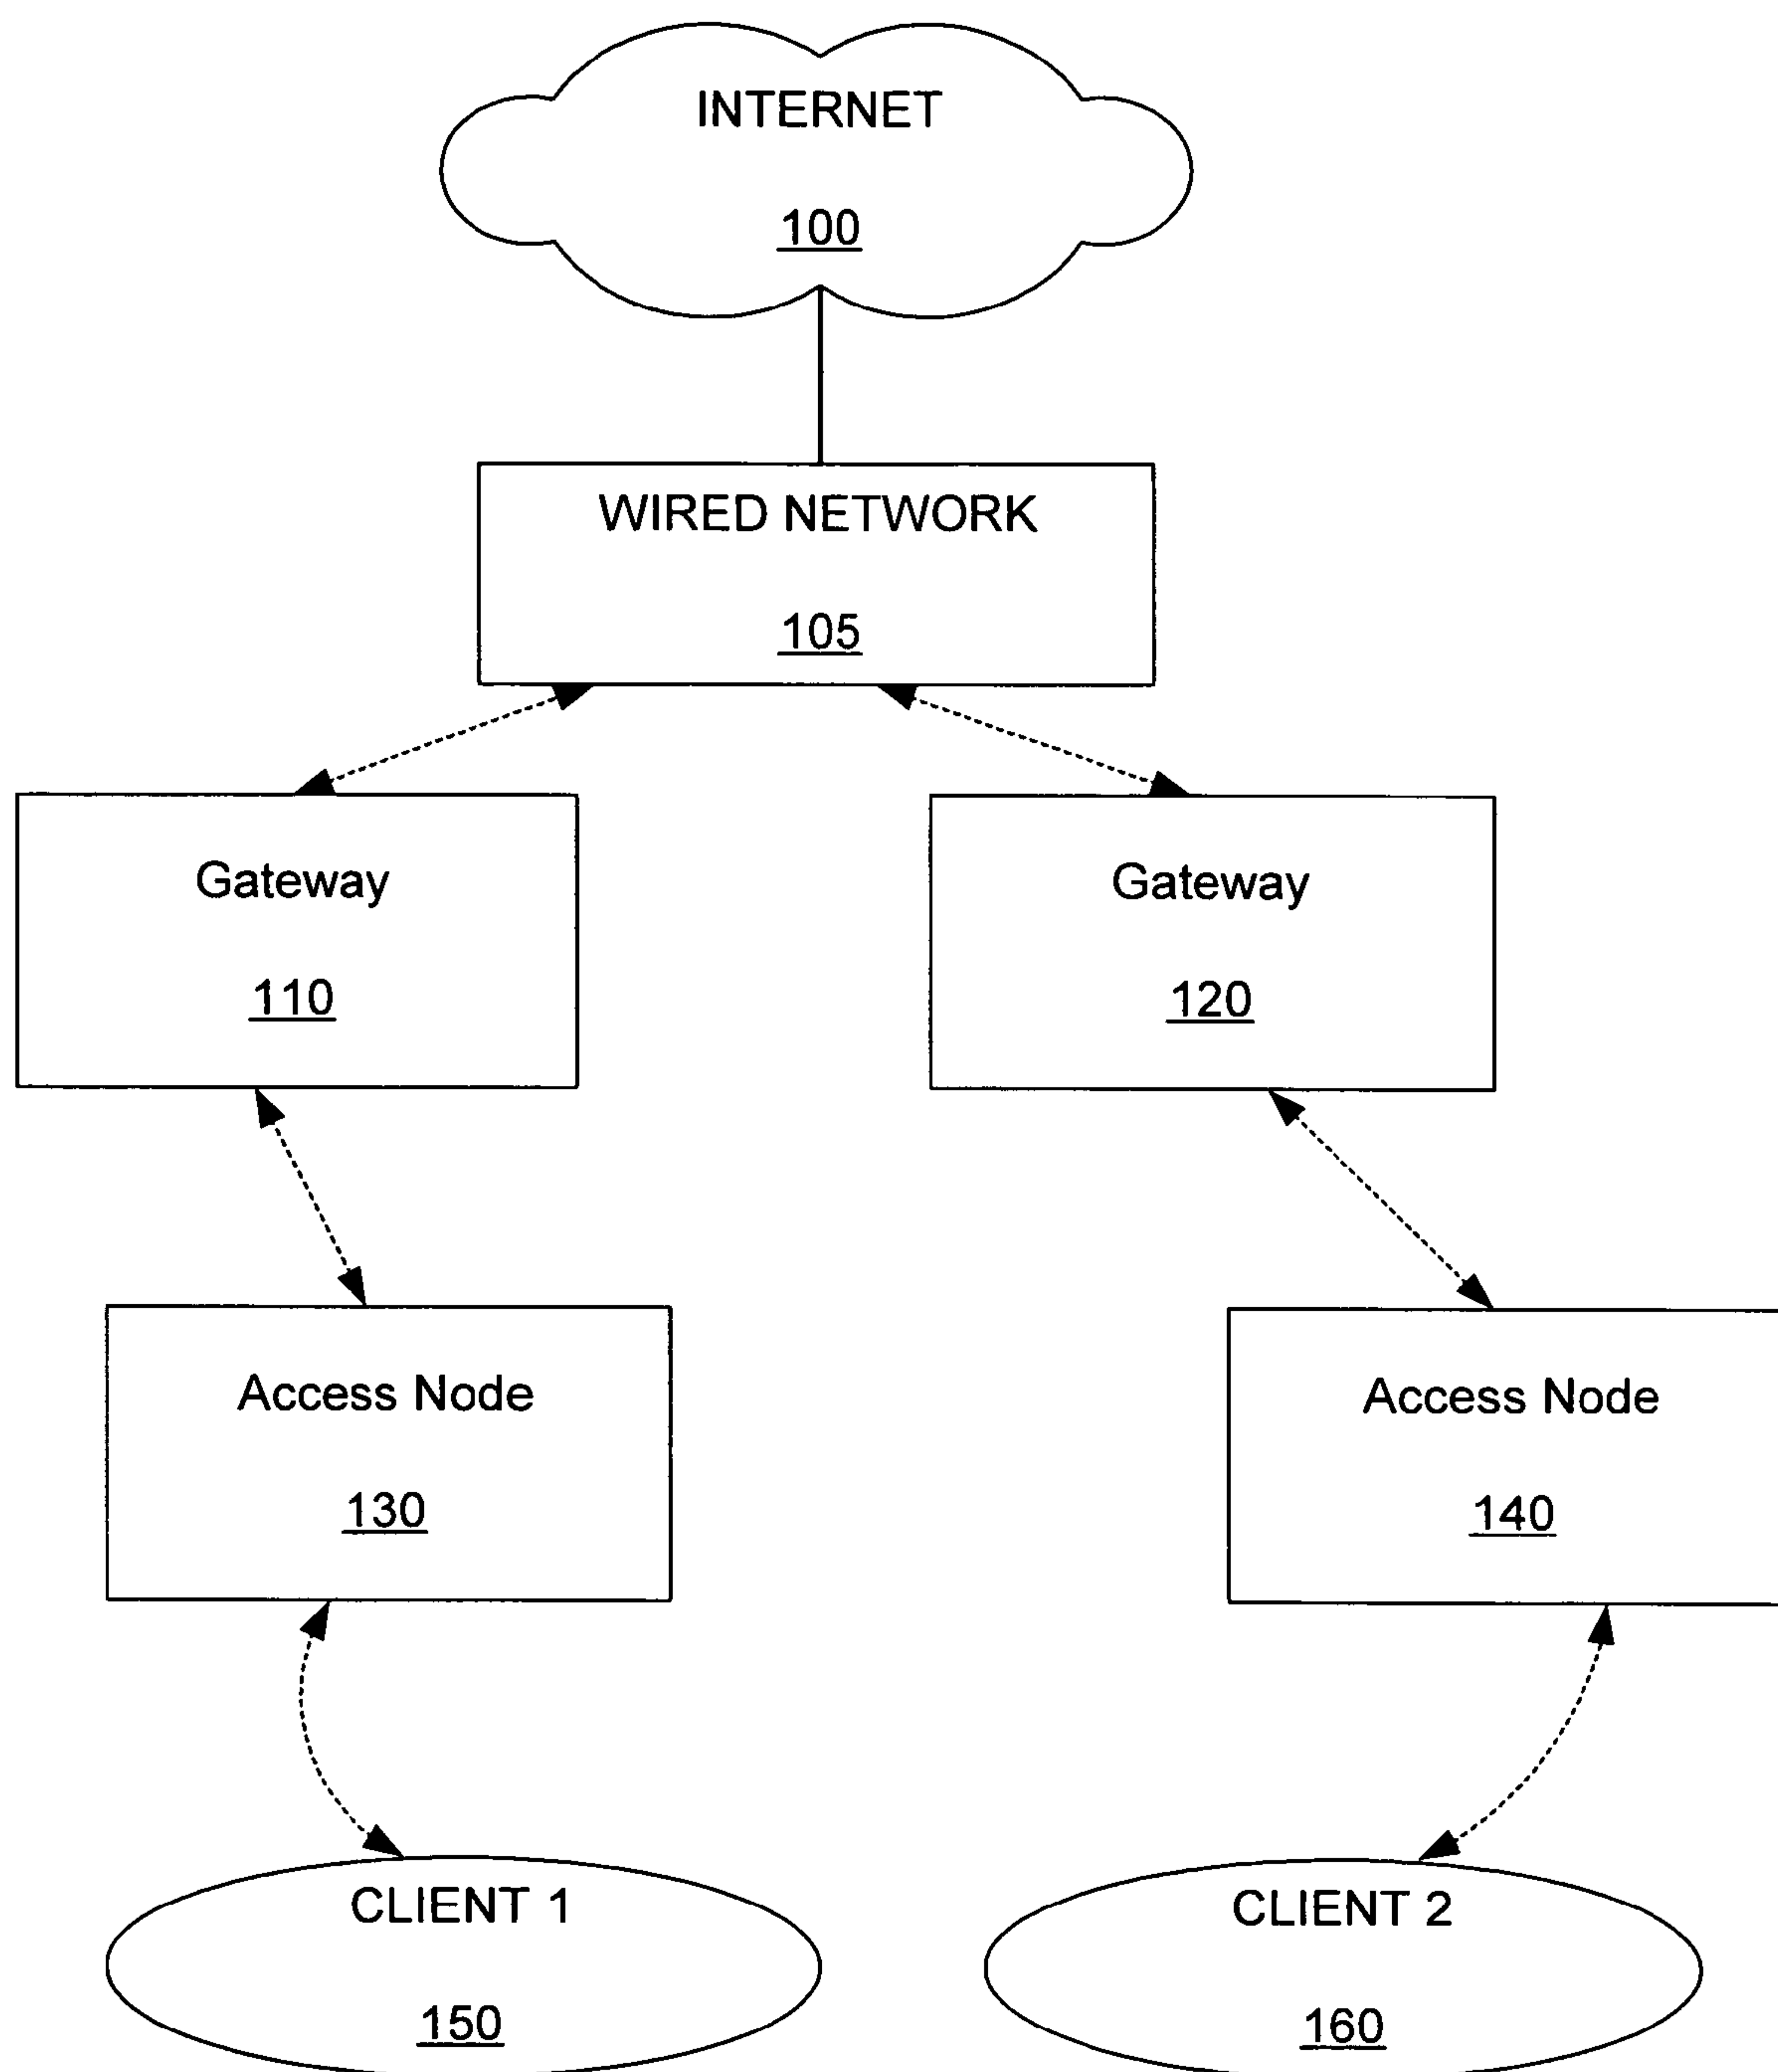 INTERNET
100
WIRED NETWORK
105
Gateway
110
Gateway
120
Access Node
130
Access Node
140
CLIENT 1
150
CLIENT 2
160